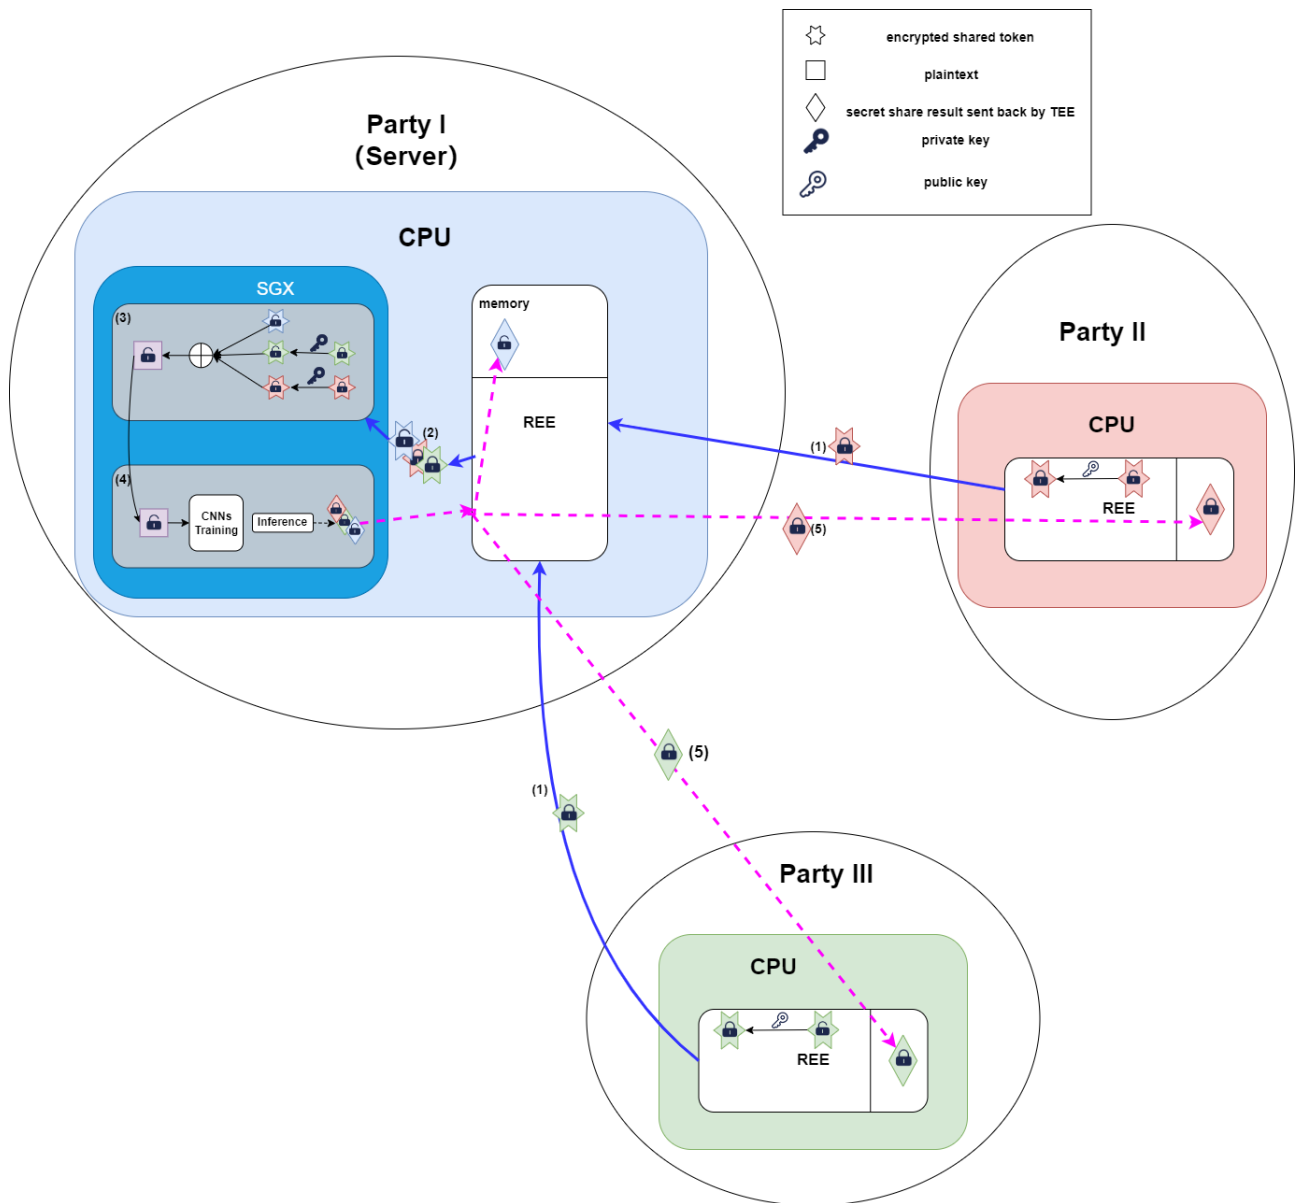 encrypted shared token
plaintext
secret share result sent back by TEE
private key
public key
Party I
(Server)
CPU
SGX
(3)
(4)
CNNs
Training
Inference
memory
REE
(2)
(1)
(5)
Party II
CPU
REE
(1)
(5)
Party III
CPU
REE